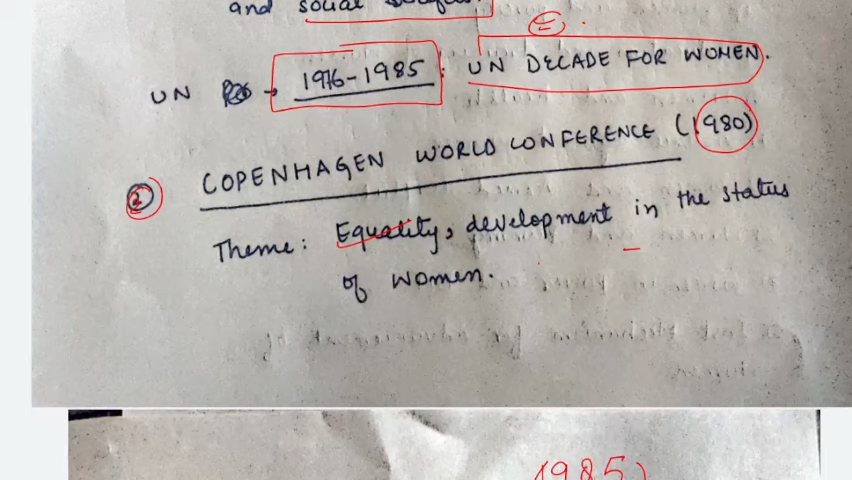 and social
UN → 1976-1985 : UN DECADE FOR WOMEN.
② COPENHAGEN WORLD CONFERENCE (1980)
Theme: Equality, development in the status
of women.
(1985)